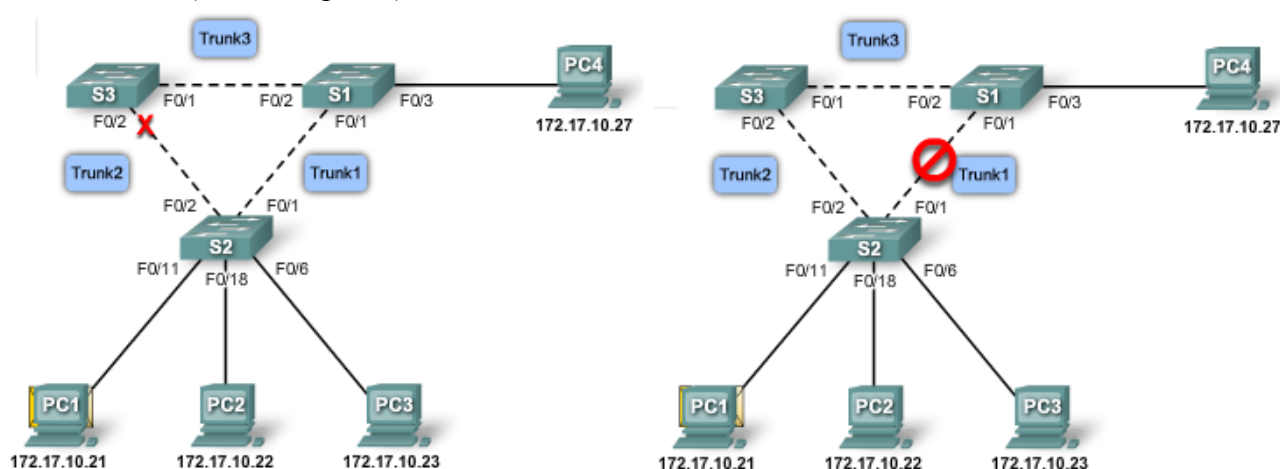 Trunk3
PC4
S3
S1
F0/1
F0/2
F0/3
F0/2
F0/1
172.17.10.27
Trunk2
Trunk1
F0/2
F0/1
S2
F0/11
F0/6
F0/18
PC1
PC2
PC3
172.17.10.21
172.17.10.22
172.17.10.23
Trunk3
PC4
S3
S1
F0/1
F0/2
F0/3
F0/2
F0/1
172.17.10.27
Trunk2
Trunk1
F0/2
F0/1
S2
F0/11
F0/6
F0/18
PC1
PC2
PC3
172.17.10.21
172.17.10.22
172.17.10.23